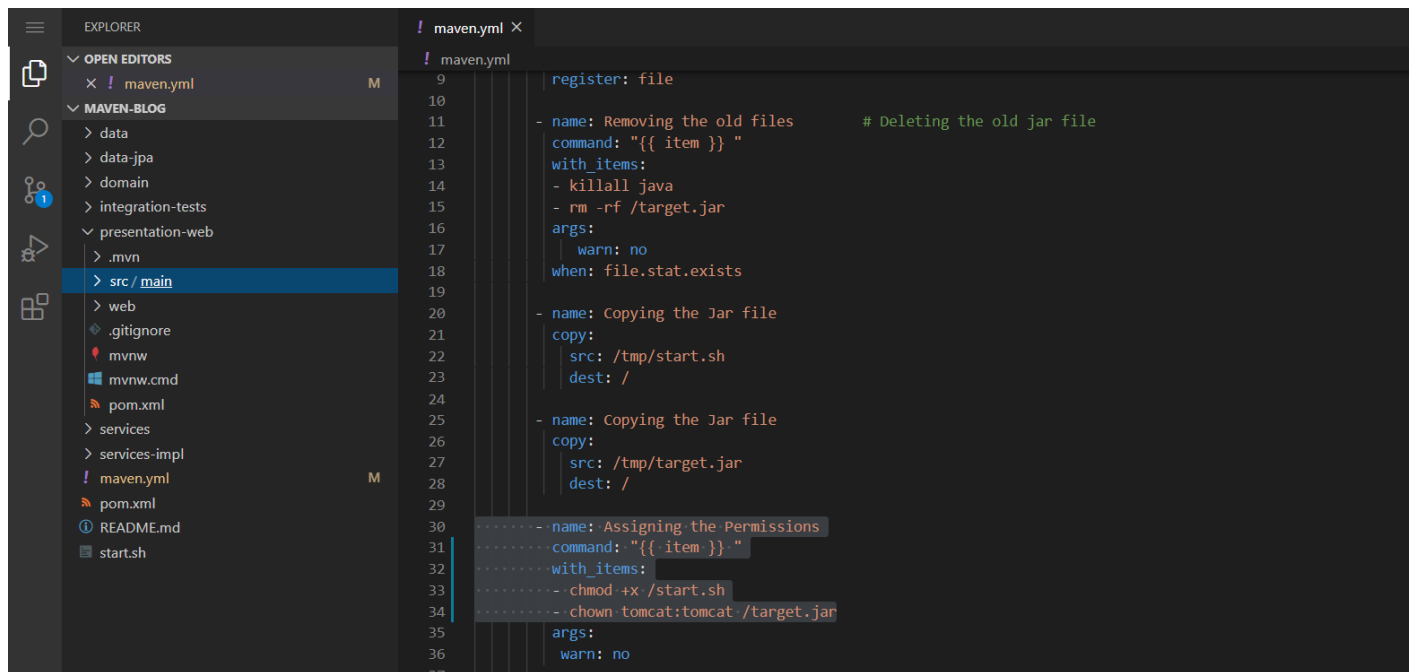 EXPLORER
OPEN EDITORS
! maven.yml M
MAVEN-BLOG
data
data-jpa
domain
integration-tests
presentation-web
.mvn
src / main
web
.gitignore
mvnw
mvnw.cmd
pom.xml
services
services-impl
! maven.yml M
pom.xml
README.md
start.sh
1
! maven.yml
! maven.yml
9 register: file
10
11 - name: Removing the old files # Deleting the old jar file
12 command: "{{ item }} "
13 with_items:
14 - killall java
15 - rm -rf /target.jar
16 args:
17 warn: no
18 when: file.stat.exists
19
20 - name: Copying the Jar file
21 copy:
22 src: /tmp/start.sh
23 dest: /
24
25 - name: Copying the Jar file
26 copy:
27 src: /tmp/target.jar
28 dest: /
29
30 - name: Assigning the Permissions
31 command: "{{ item }} "
32 with_items:
33 - chmod +x /start.sh
34 - chown tomcat:tomcat /target.jar
35 args:
36 warn: no